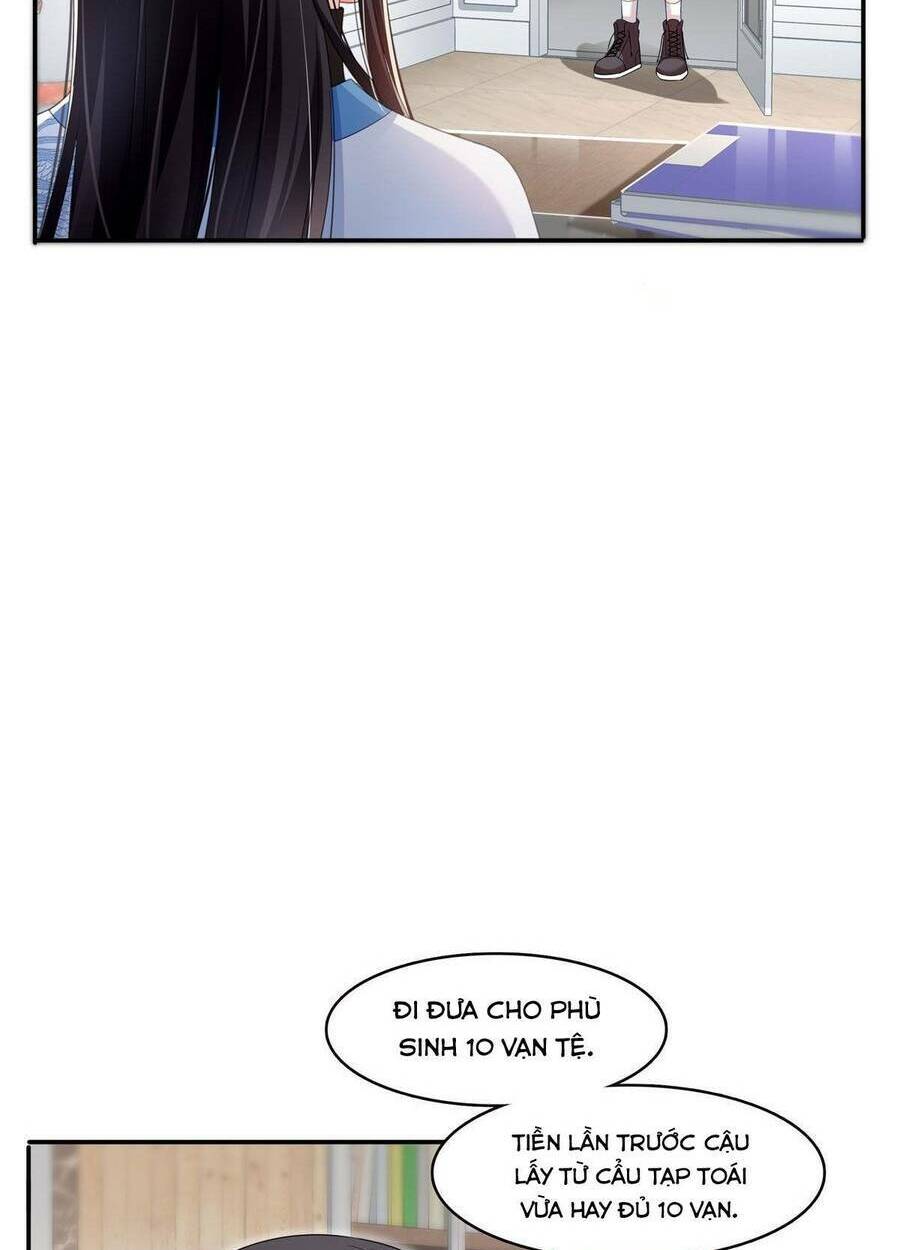 ĐI ĐƯA CHO PHÙ
SINH 10 VẠN TỆ.
TIỀN LẦN TRƯỚC CẬU
LẤY TỪ CẨU TẠP TOÁI
VỪA HAY ĐỦ 10 VẠN.